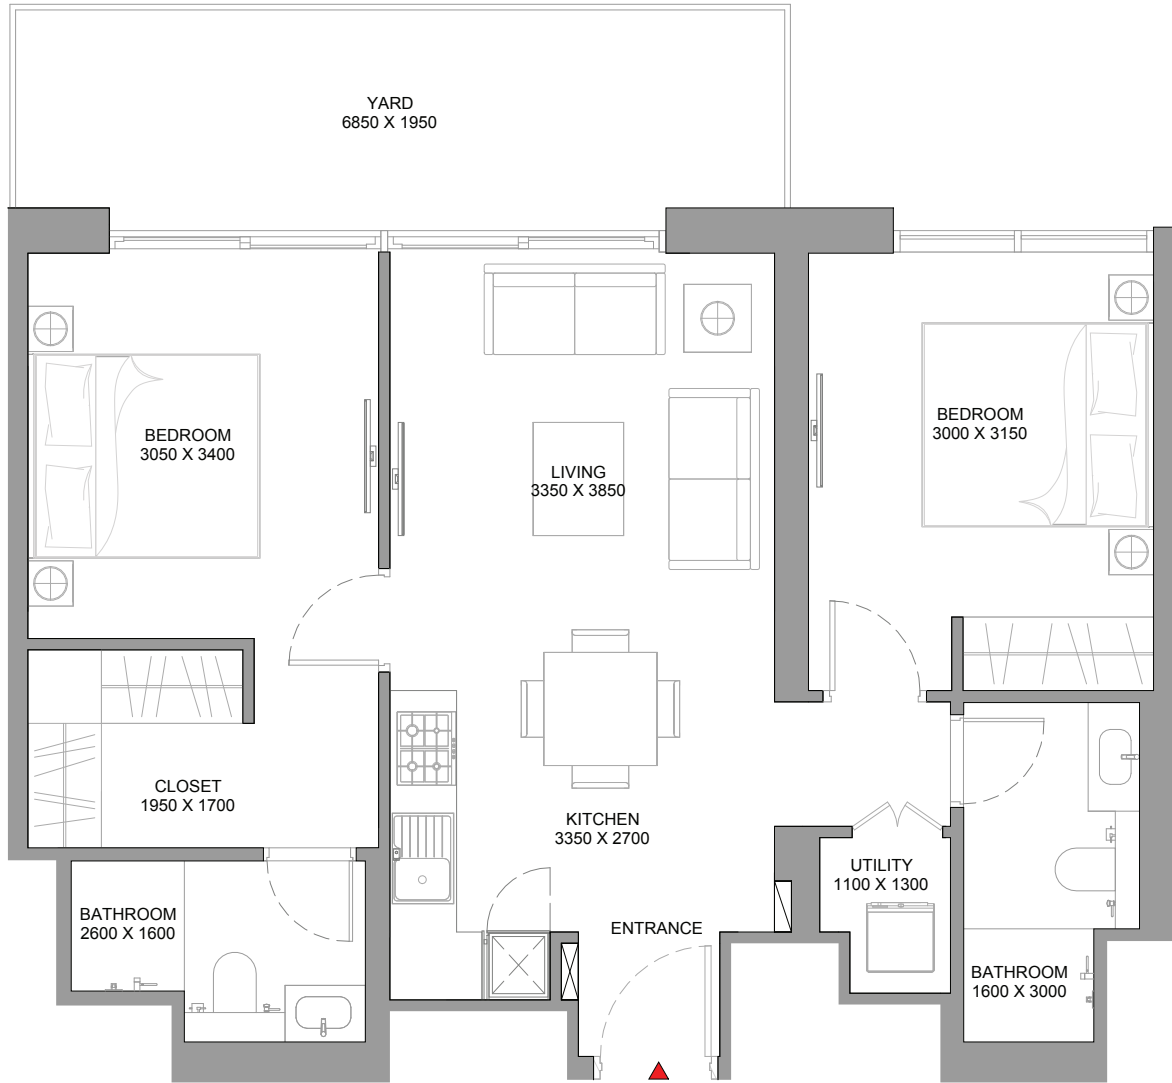 YARD
6850 X 1950
BEDROOM
3050 X 3400
LIVING
3350 X 3850
BEDROOM
3000 X 3150
CLOSET
1950 X 1700
KITCHEN
3350 X 2700
UTILITY
1100 X 1300
BATHROOM
2600 X 1600
ENTRANCE
BATHROOM
1600 X 3000